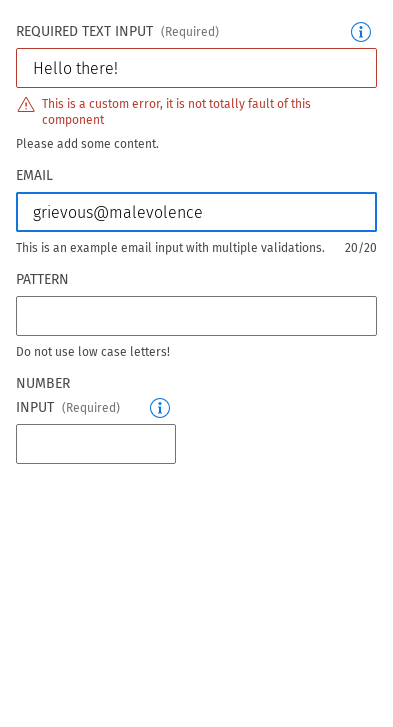 REQUIRED TEXT INPUT (Required)
Hello there!
This is a custom error, it is not totally fault of this
component
Please add some content.
EMAIL
grievous@malevolence
This is an example email input with multiple validations. 20/20
PATTERN
Do not use low case letters!
NUMBER
INPUT (Required)